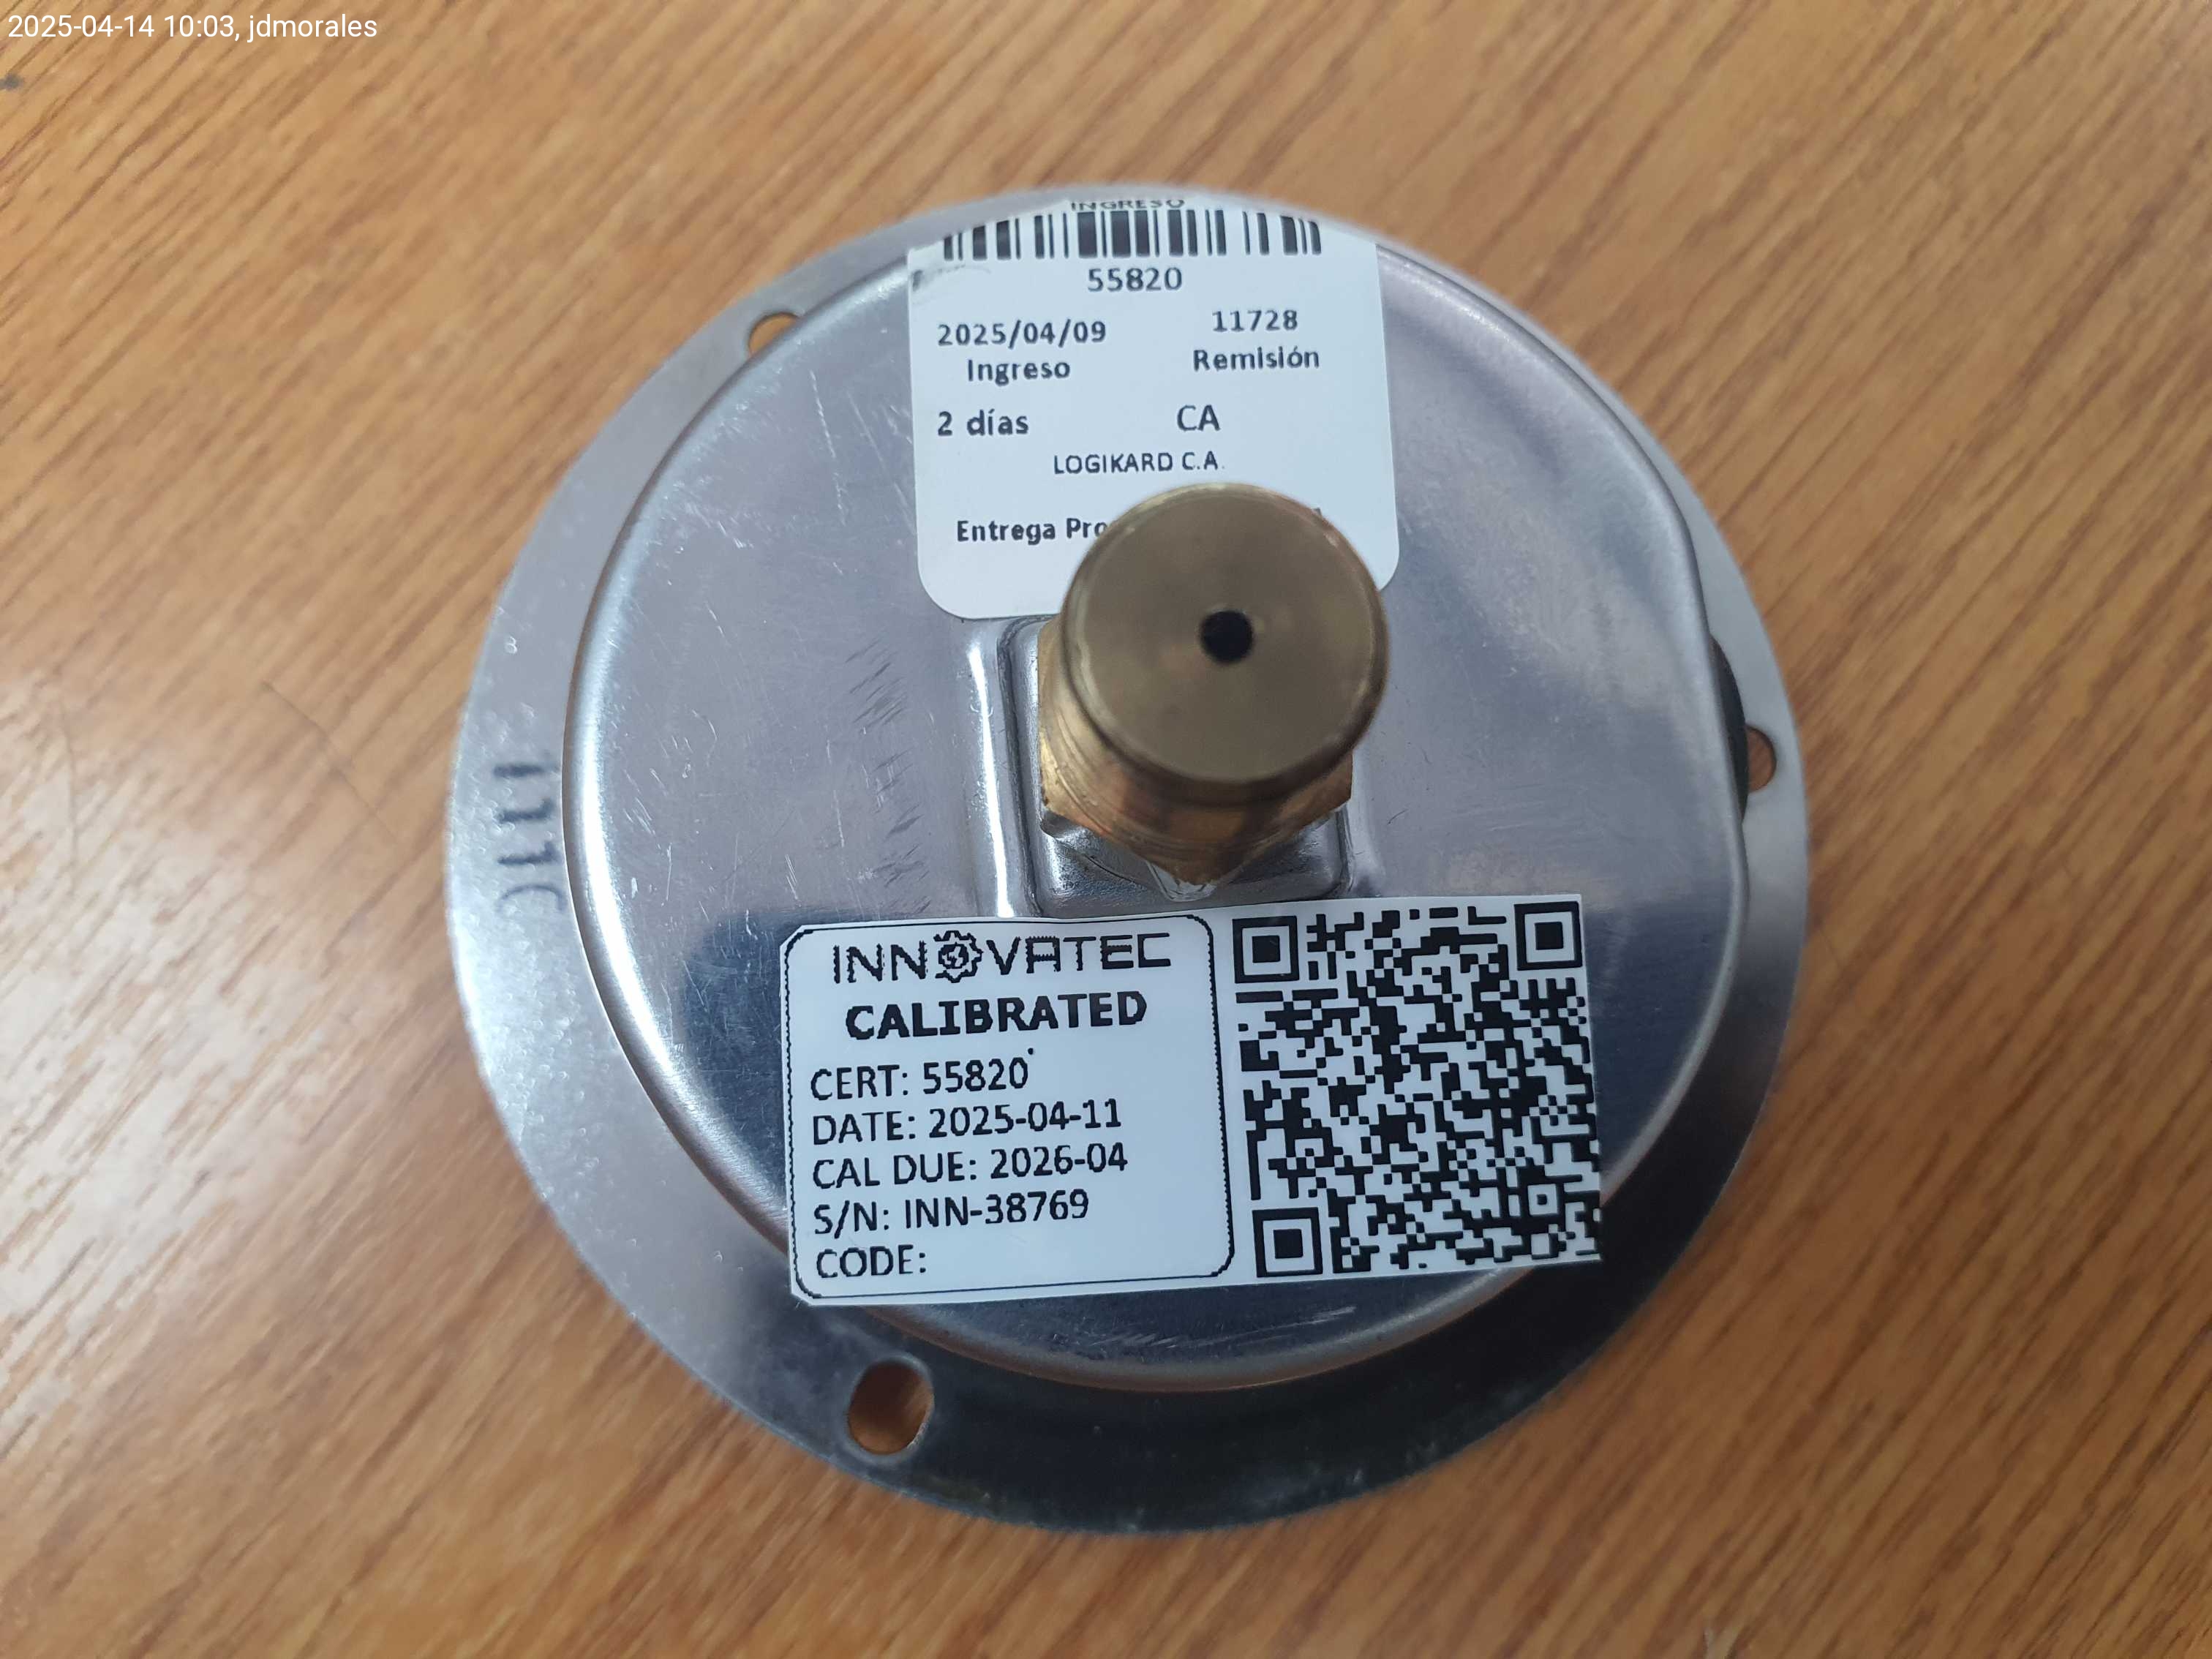 2025-04-14 10:03, jdmorales
INGRESO
55820
2025/04/09 11728
Ingreso Remisión
2 días CA
LOGIKARD C.A.
Entrega
INNOVATEC
CALIBRATED
CERT: 55820
DATE: 2025-04-11
CAL DUE: 2026-04
S/N: INN-38769
CODE: